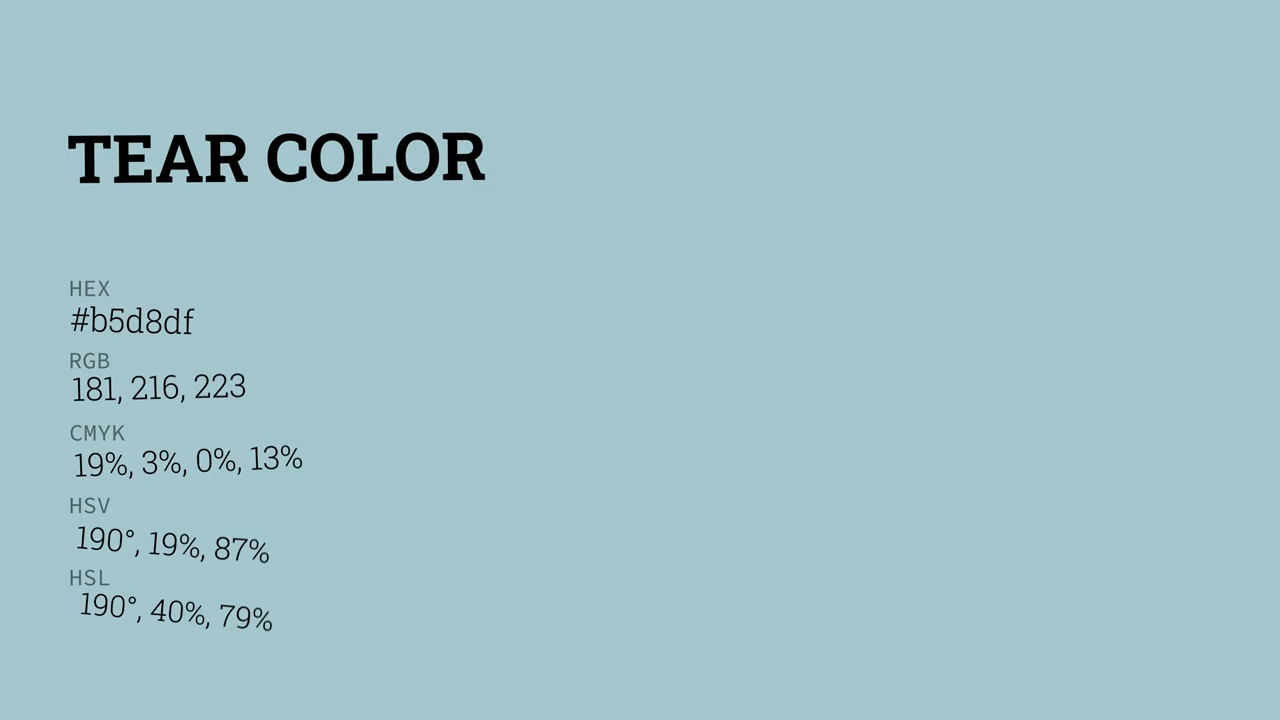 TEAR COLOR
HEX
#b5d8df
RGB
181, 216, 223
CMYK
19%, 3%, 0%, 13%
HSV
190°, 19%, 87%
HSL
190°, 40%, 79%